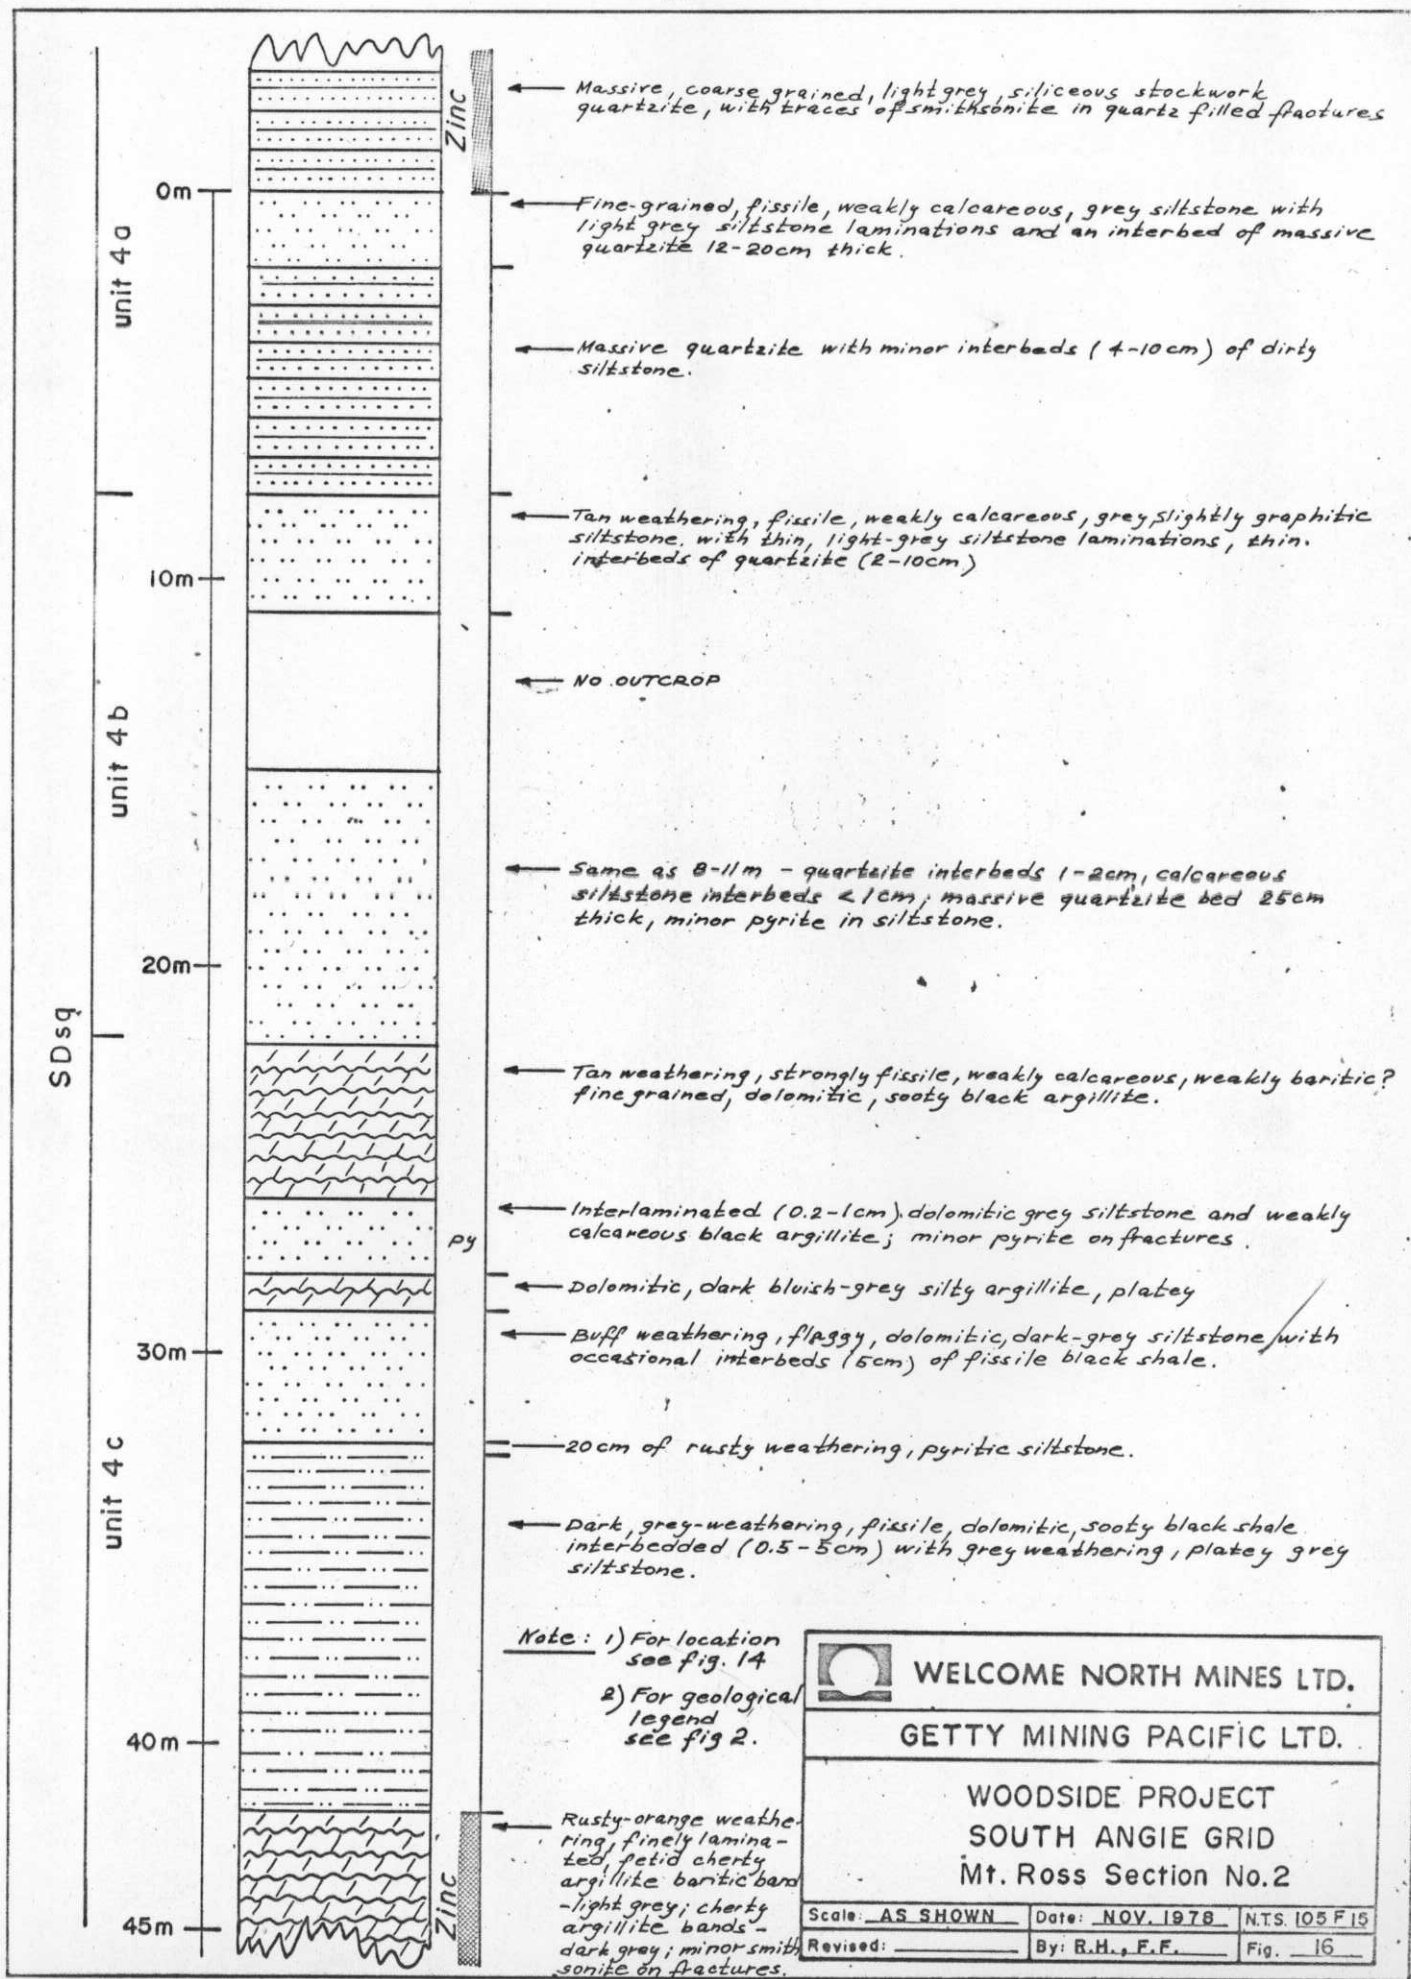 Zinc
Massive, coarse grained, light grey, siliceous stockwork
quartzite, with traces of smithsonite in quartz filled fractures
0m
Fine-grained, fissile, weakly calcareous, grey siltstone with
light grey siltstone laminations and an interbed of massive
quartzite 12-20cm thick.
unit 4a
Massive quartzite with minor interbeds (4-10cm) of dirty
siltstone.
Tan weathering, fissile, weakly calcareous, grey, slightly graphitic
siltstone. with thin, light-grey siltstone laminations, thin.
interbeds of quartzite (2-10cm)
10m
NO OUTCROP
unit 4b
Same as 8-11m - quartzite interbeds 1-2cm, calcareous
siltstone interbeds <1cm; massive quartzite bed 25cm
thick, minor pyrite in siltstone.
20m
SDsq
Tan weathering, strongly fissile, weakly calcareous, weakly baritic?
fine grained, dolomitic, sooty black argillite.
Interlaminated (0.2-1cm) dolomitic grey siltstone and weakly
calcareous black argillite; minor pyrite on fractures.
py
Dolomitic, dark bluish-grey silty argillite, platey
Buff weathering, flaggy, dolomitic, dark-grey siltstone, with
occasional interbeds (5cm) of fissile black shale.
30m
20cm of rusty weathering, pyritic siltstone.
unit 4c
Dark, grey-weathering, fissile, dolomitic, sooty black shale
interbedded (0.5-5cm) with grey weathering, platey grey
siltstone.
Note: 1) For location
see fig. 14
2) For geological
legend
see fig 2.
40m
Rusty-orange weathe-
ring, finely lamina-
ted, fetid cherty
argillite baritic band
-light grey; cherty
argillite bands -
dark grey; minor smith
sonite on fractures.
Zinc
45m
WELCOME NORTH MINES LTD.
GETTY MINING PACIFIC LTD.
WOODSIDE PROJECT
SOUTH ANGIE GRID
Mt. Ross Section No.2
Scale: AS SHOWN Date: NOV. 1978 N.T.S. 105 F 15
Revised: By: R.H., F.F. Fig. 16